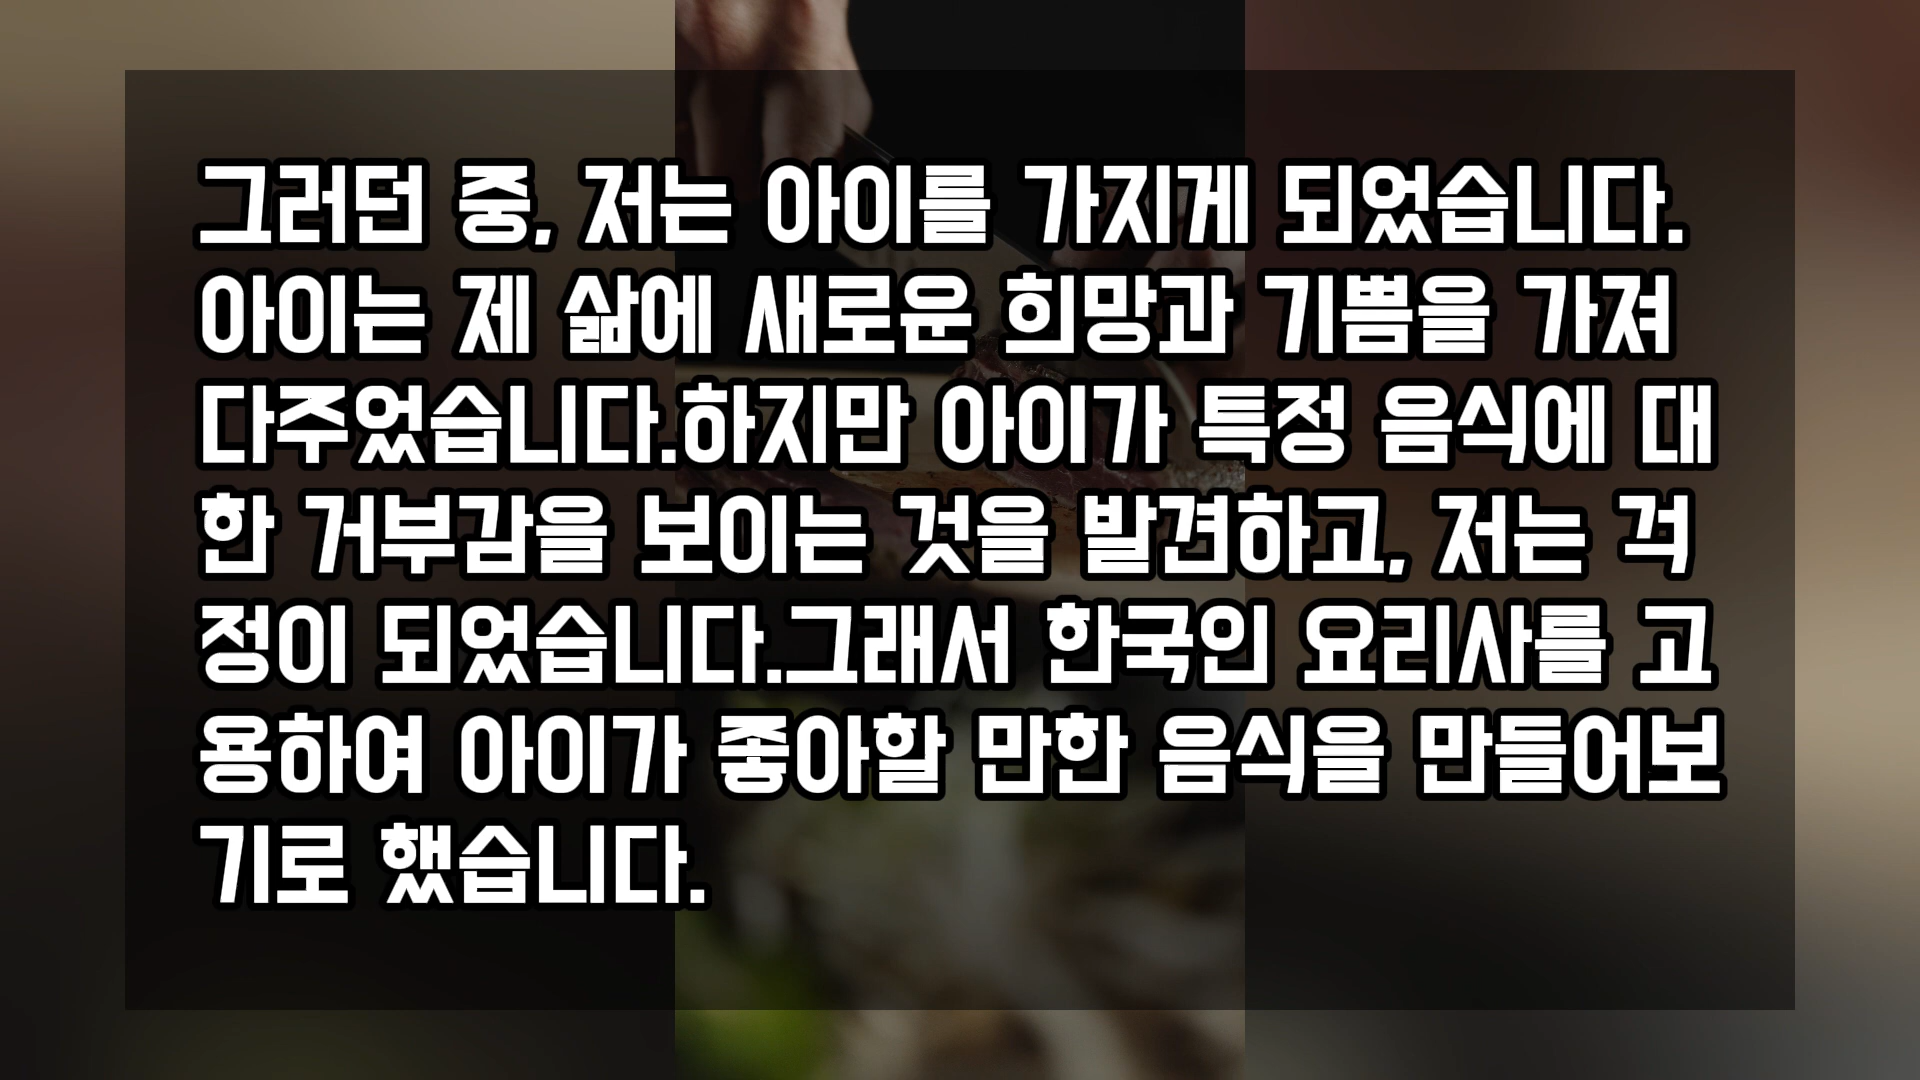 그러던 중, 저는 아이를 가지게 되었습니다.
아이는 제 삶에 새로운 희망과 기쁨을 가져
다주었습니다.하지만 아이가 특정 음식에 대
한 거부감을 보이는 것을 발견하고, 저는 걱
정이 되었습니다.그래서 한국인 요리사를 고
용하여 아이가 좋아할 만한 음식을 만들어보
기로 했습니다.